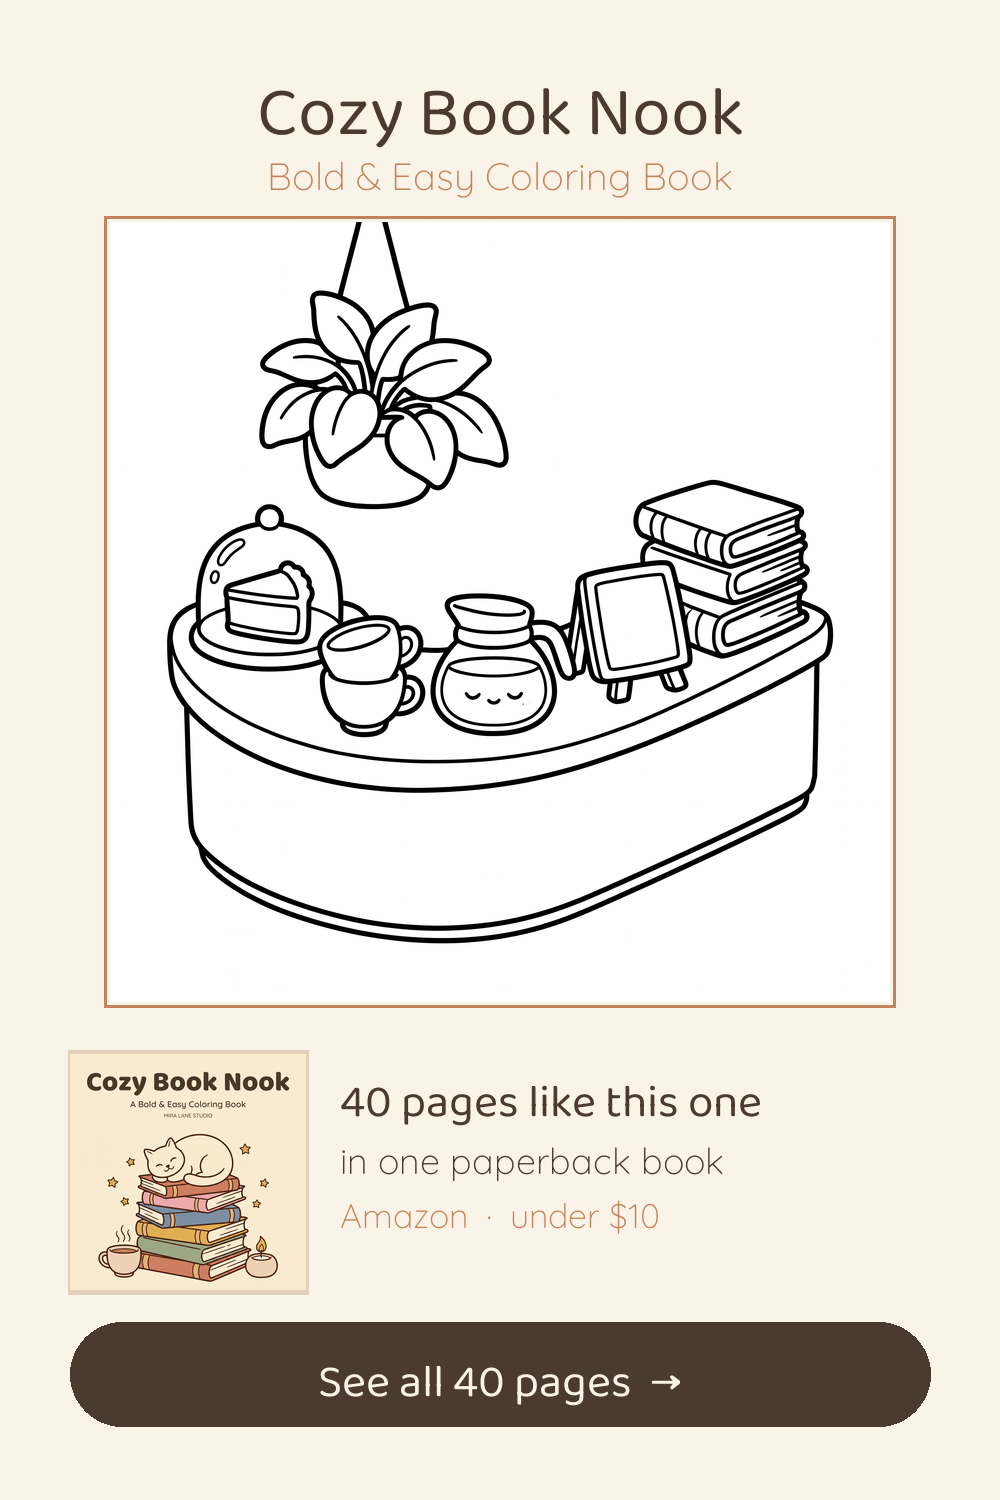 Cozy Book Nook
Bold & Easy Coloring Book
Cozy Book Nook
A Bold & Easy Coloring Book
MIRA LANE STUDIO
40 pages like this one
in one paperback book
Amazon · under $10
See all 40 pages →